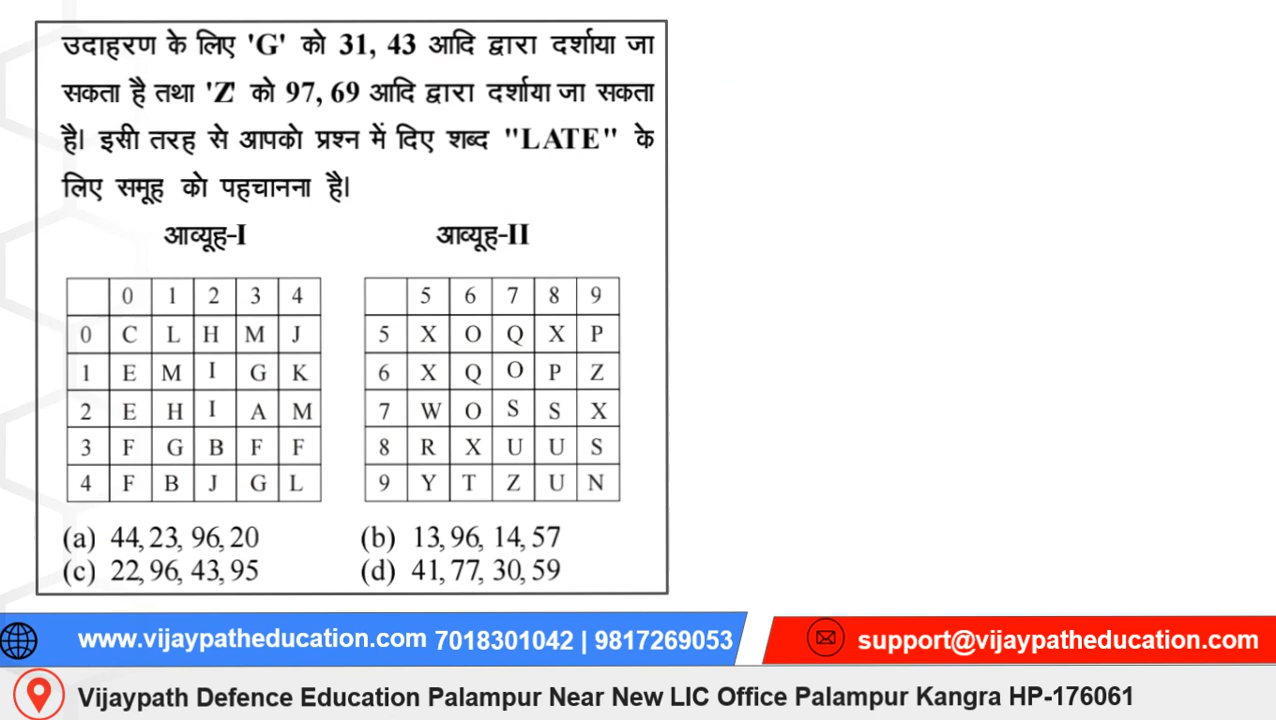 उदाहरण के लिए 'G' को 31, 43 आदि द्वारा दर्शाया जा
सकता है तथा 'Z' को 97, 69 आदि द्वारा दर्शाया जा सकता
है। इसी तरह से आपको प्रश्न में दिए शब्द "LATE" के
लिए समूह को पहचानना है।
आव्यूह-I आव्यूह-II
0 1 2 3 4 5 6 7 8 9
0 C L H M J 5 X O Q X P
1 E M I G K 6 X Q O P Z
2 E H I A M 7 W O S S X
3 F G B F F 8 R X U U S
4 F B J G L 9 Y T Z U N
(a) 44, 23, 96, 20 (b) 13, 96, 14, 57
(c) 22, 96, 43, 95 (d) 41, 77, 30, 59
www.vijaypatheducation.com 7018301042 | 9817269053 support@vijaypatheducation.com
Vijaypath Defence Education Palampur Near New LIC Office Palampur Kangra HP-176061